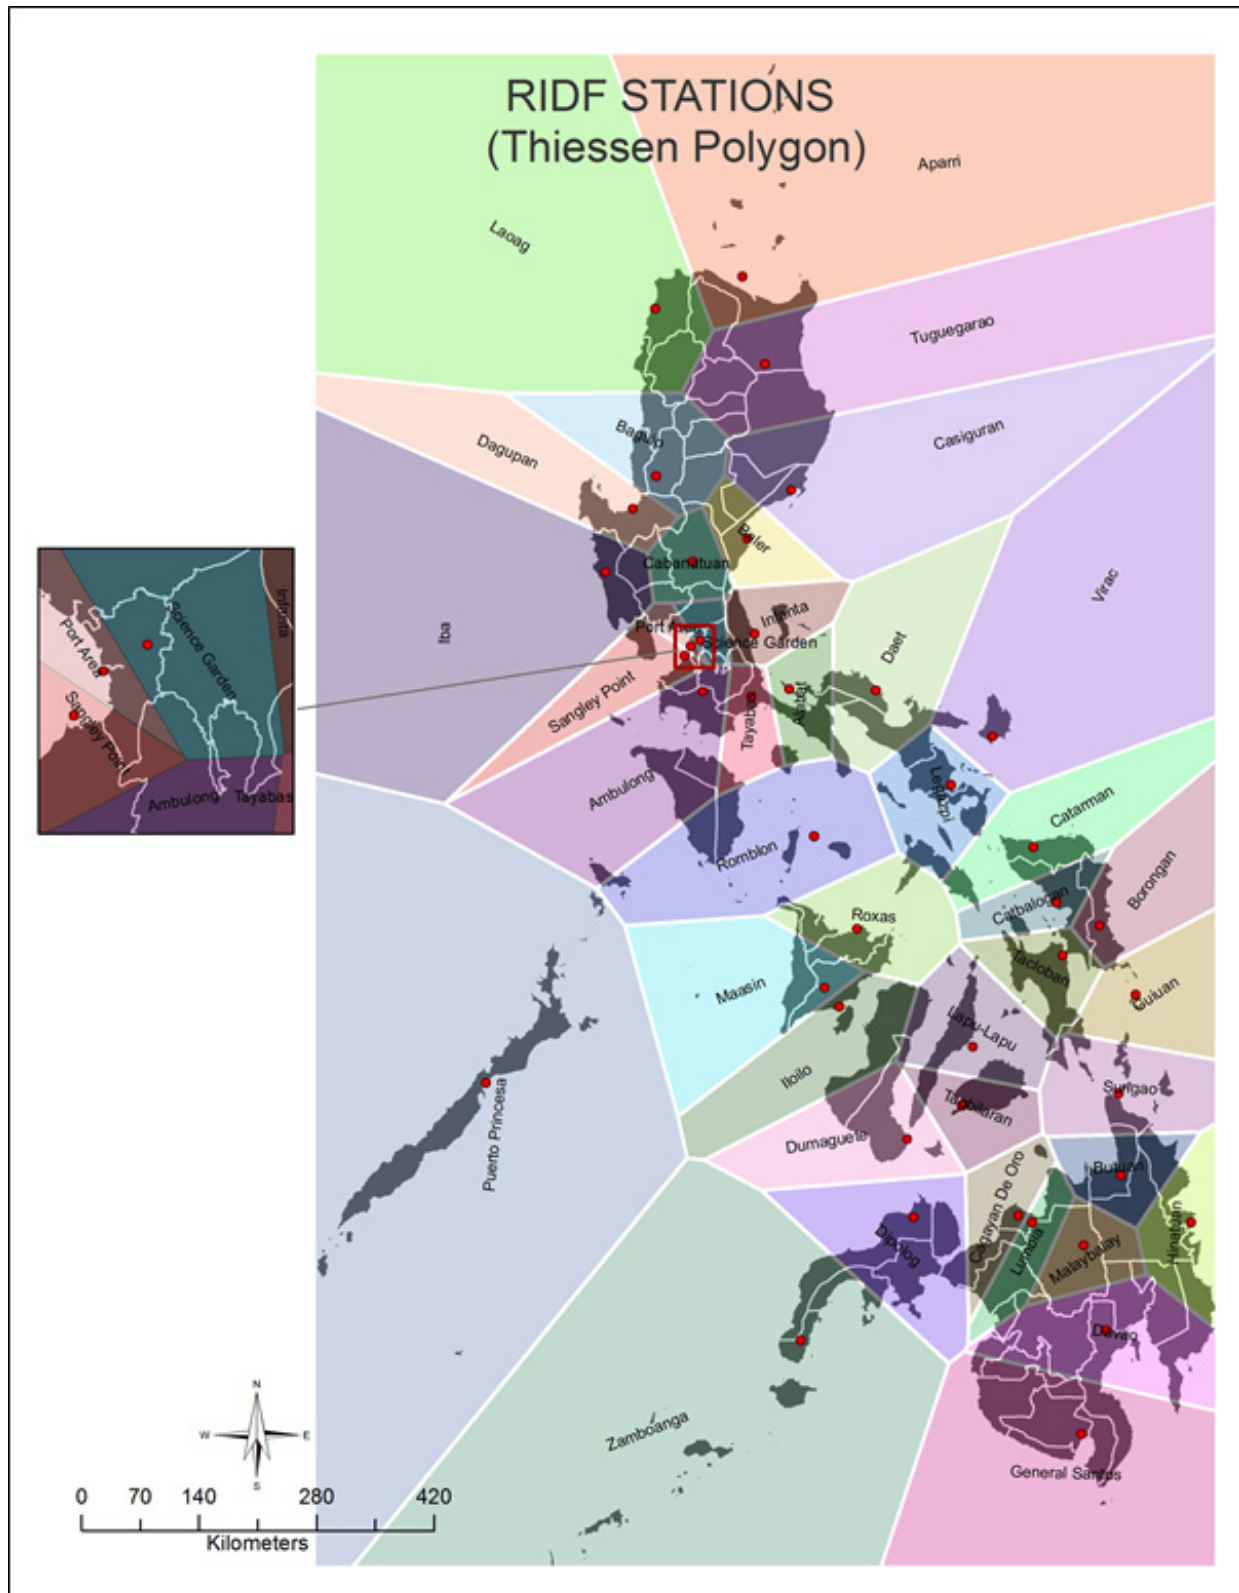 RIDF STATIONS
(Thiessen Polygon)
Aparri
Laoag
Tuguegarao
Casiguran
Baguio
Dagupan
Virac
Baler
Cabanatuan
Iba
Infanta
Port Area
Science Garden
Daet
Sangley Point
Alabat
Tayabas
Ambulong
Legazpi
Catarman
Romblon
Borongan
Catbalogan
Roxas
Tacloban
Maasin
Guiuan
Lapu-Lapu
Iloilo
Surigao
Tagbilaran
Puerto Princesa
Dumaguete
Butuan
Cagayan De Oro
Hinatuan
Dipolog
Lumbia
Malaybalay
Davao
Zamboanga
General Santos
Port Area
Science Garden
Infanta
Sangley Point
Ambulong
Tayabas
N
W
E
S
0 70 140 280 420
Kilometers